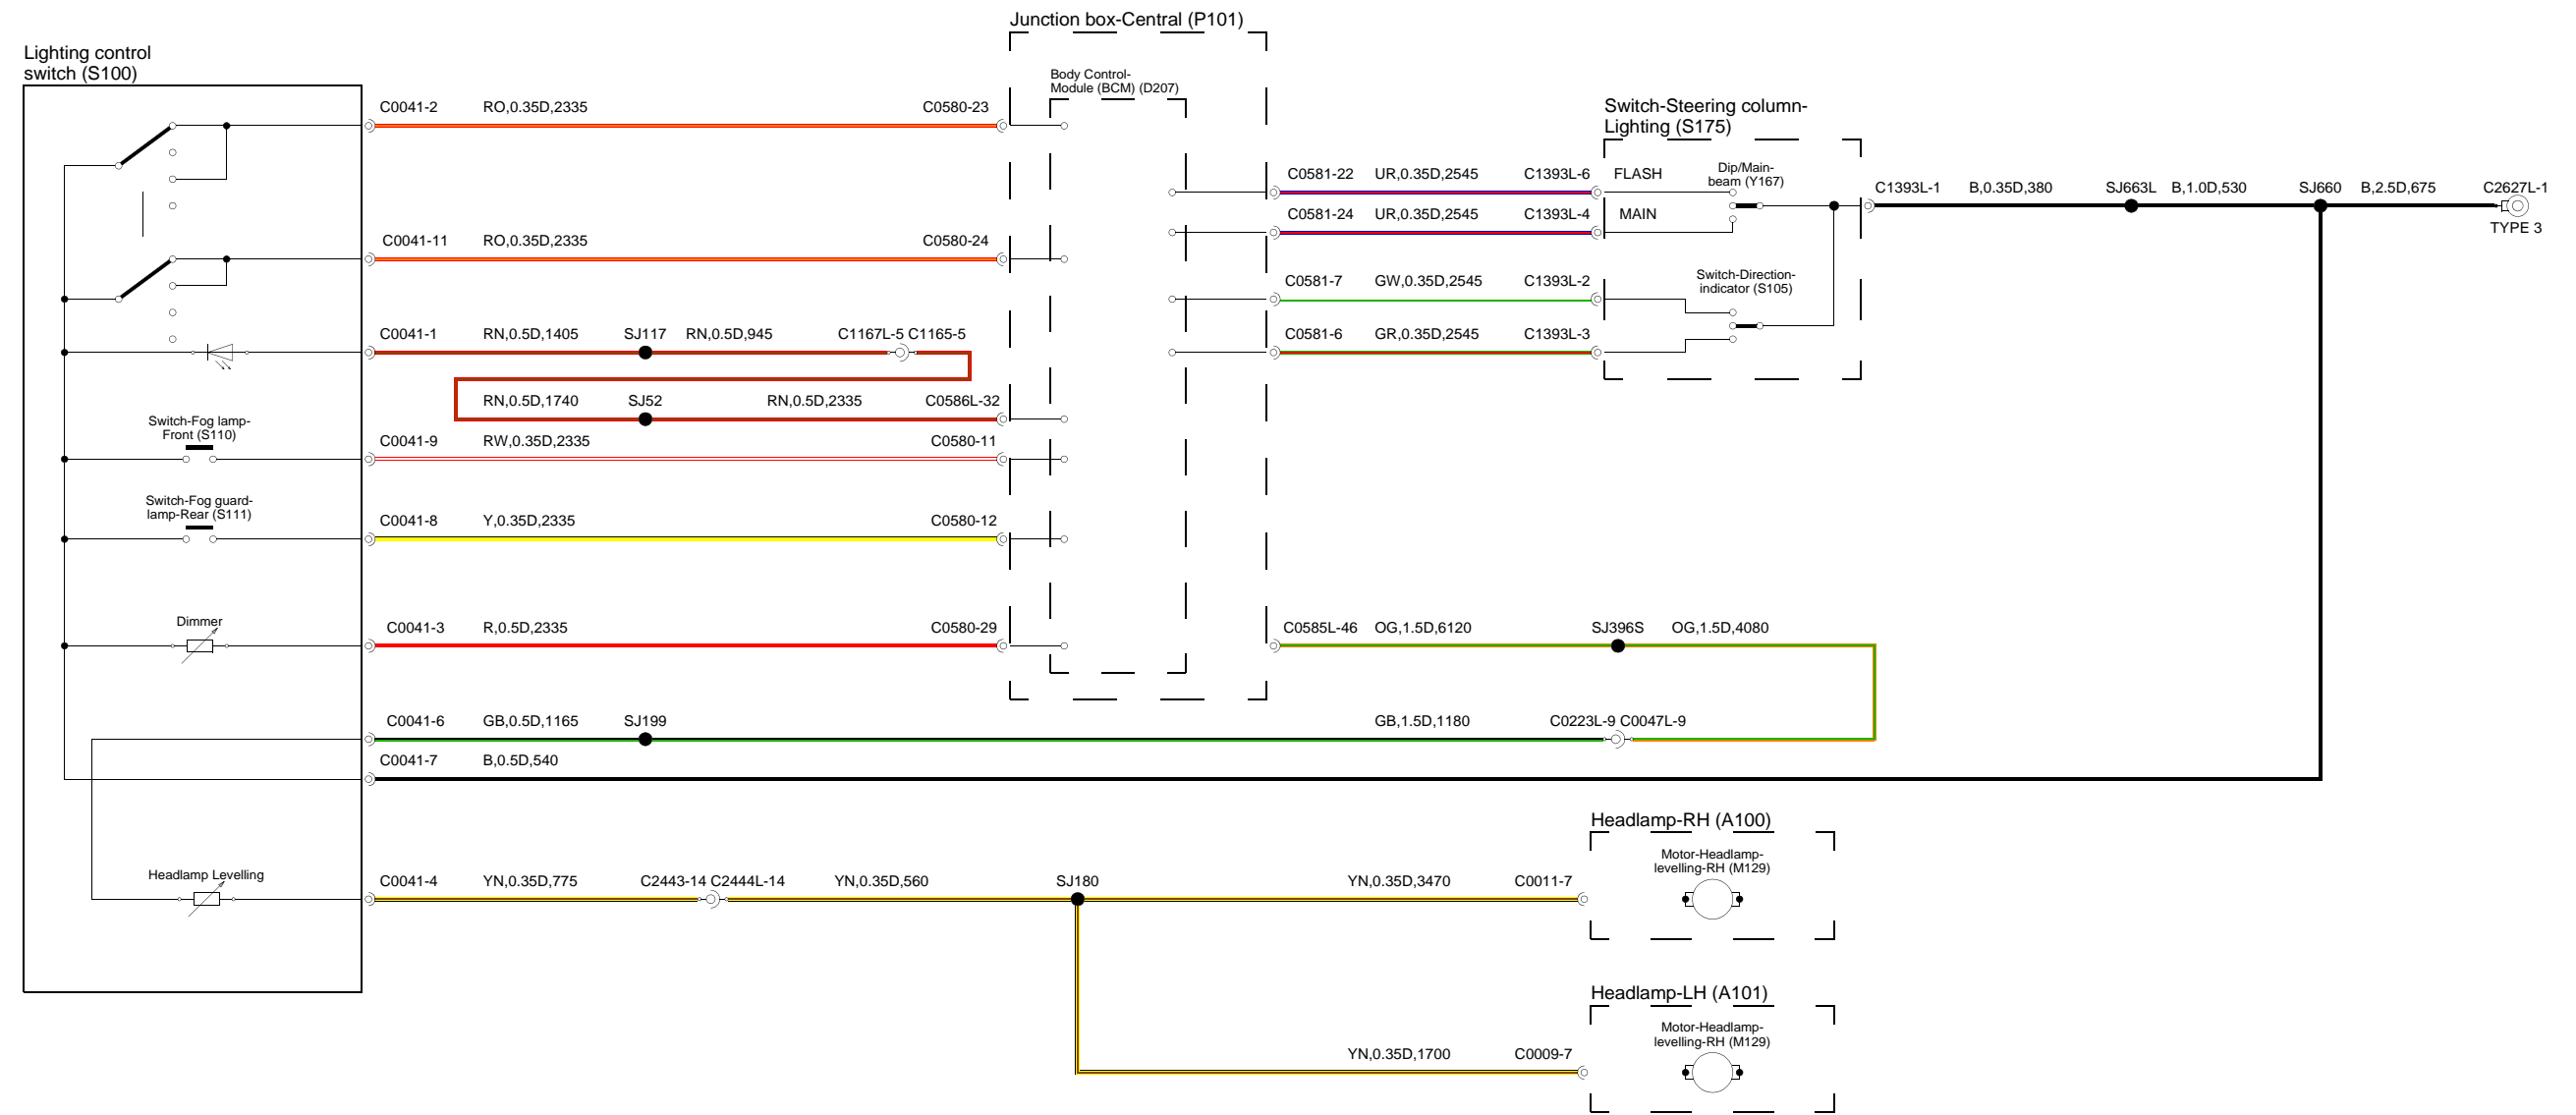 Junction box-Central (P101)
Lighting control
switch (S100)
Body Control-
Module (BCM) (D207)
C0041-2 RO,0.35D,2335 C0580-23
Switch-Steering column-
Lighting (S175)
C0581-22 UR,0.35D,2545 C1393L-6 FLASH
Dip/Main-
beam (Y167)
C1393L-1 B,0.35D,380 SJ663L B,1.0D,530 SJ660 B,2.5D,675 C2627L-1
TYPE 3
C0581-24 UR,0.35D,2545 C1393L-4 MAIN
C0041-11 RO,0.35D,2335 C0580-24
C0581-7 GW,0.35D,2545 C1393L-2
Switch-Direction-
indicator (S105)
C0041-1 RN,0.5D,1405 SJ117 RN,0.5D,945 C1167L-5 C1165-5
C0581-6 GR,0.35D,2545 C1393L-3
RN,0.5D,1740 SJ52 RN,0.5D,2335 C0586L-32
Switch-Fog lamp-
Front (S110)
C0041-9 RW,0.35D,2335 C0580-11
Switch-Fog guard-
lamp-Rear (S111)
C0041-8 Y,0.35D,2335 C0580-12
Dimmer
C0041-3 R,0.5D,2335 C0580-29
C0585L-46 OG,1.5D,6120 SJ396S OG,1.5D,4080
C0041-6 GB,0.5D,1165 SJ199 GB,1.5D,1180 C0223L-9 C0047L-9
C0041-7 B,0.5D,540
Headlamp-RH (A100)
Motor-Headlamp-
levelling-RH (M129)
Headlamp Levelling
C0041-4 YN,0.35D,775 C2443-14 C2444L-14 YN,0.35D,560 SJ180 YN,0.35D,3470 C0011-7
Headlamp-LH (A101)
Motor-Headlamp-
levelling-RH (M129)
YN,0.35D,1700 C0009-7